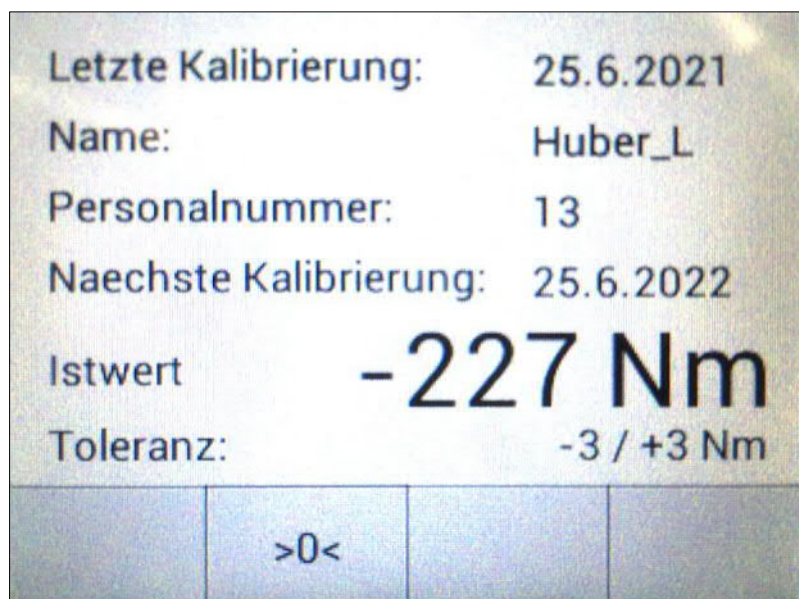 Letzte Kalibrierung: 25.6.2021
Name: Huber_L
Personalnummer: 13
Naechste Kalibrierung: 25.6.2022
Istwert -227 Nm
Toleranz: -3 / +3 Nm
>0<